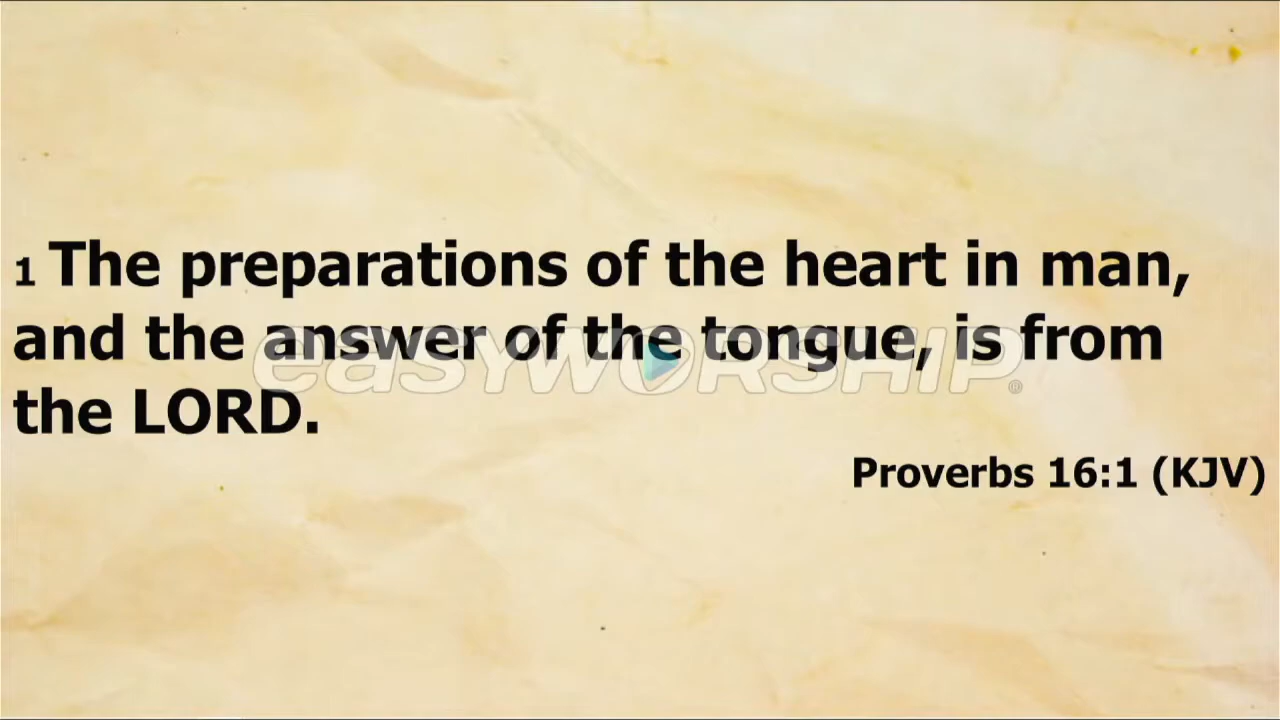 1 The preparations of the heart in man,
and the answer of the tongue, is from
the LORD.
easyworship®
Proverbs 16:1 (KJV)